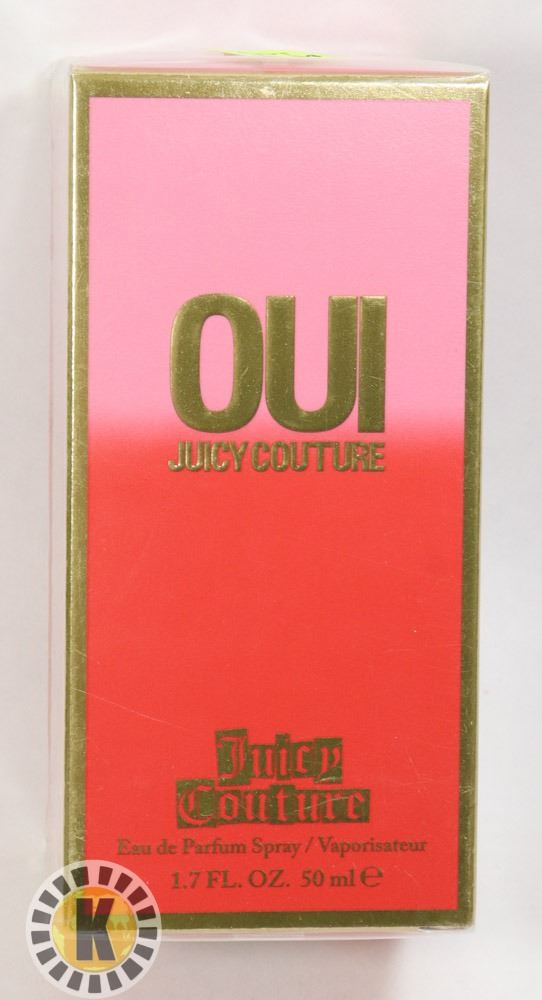 OUI
JUICY COUTURE
Juicy
Couture
Eau de Parfum Spray / Vaporisateur
1.7 FL. OZ. 50 ml ℮
K